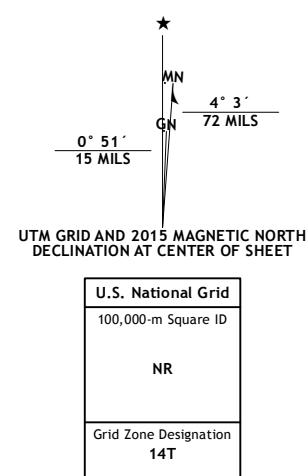 MN
4° 3´
72 MILS
GN
0° 51´
15 MILS
UTM GRID AND 2015 MAGNETIC NORTH
DECLINATION AT CENTER OF SHEET
U.S. National Grid
100,000-m Square ID
NR
Grid Zone Designation
14T